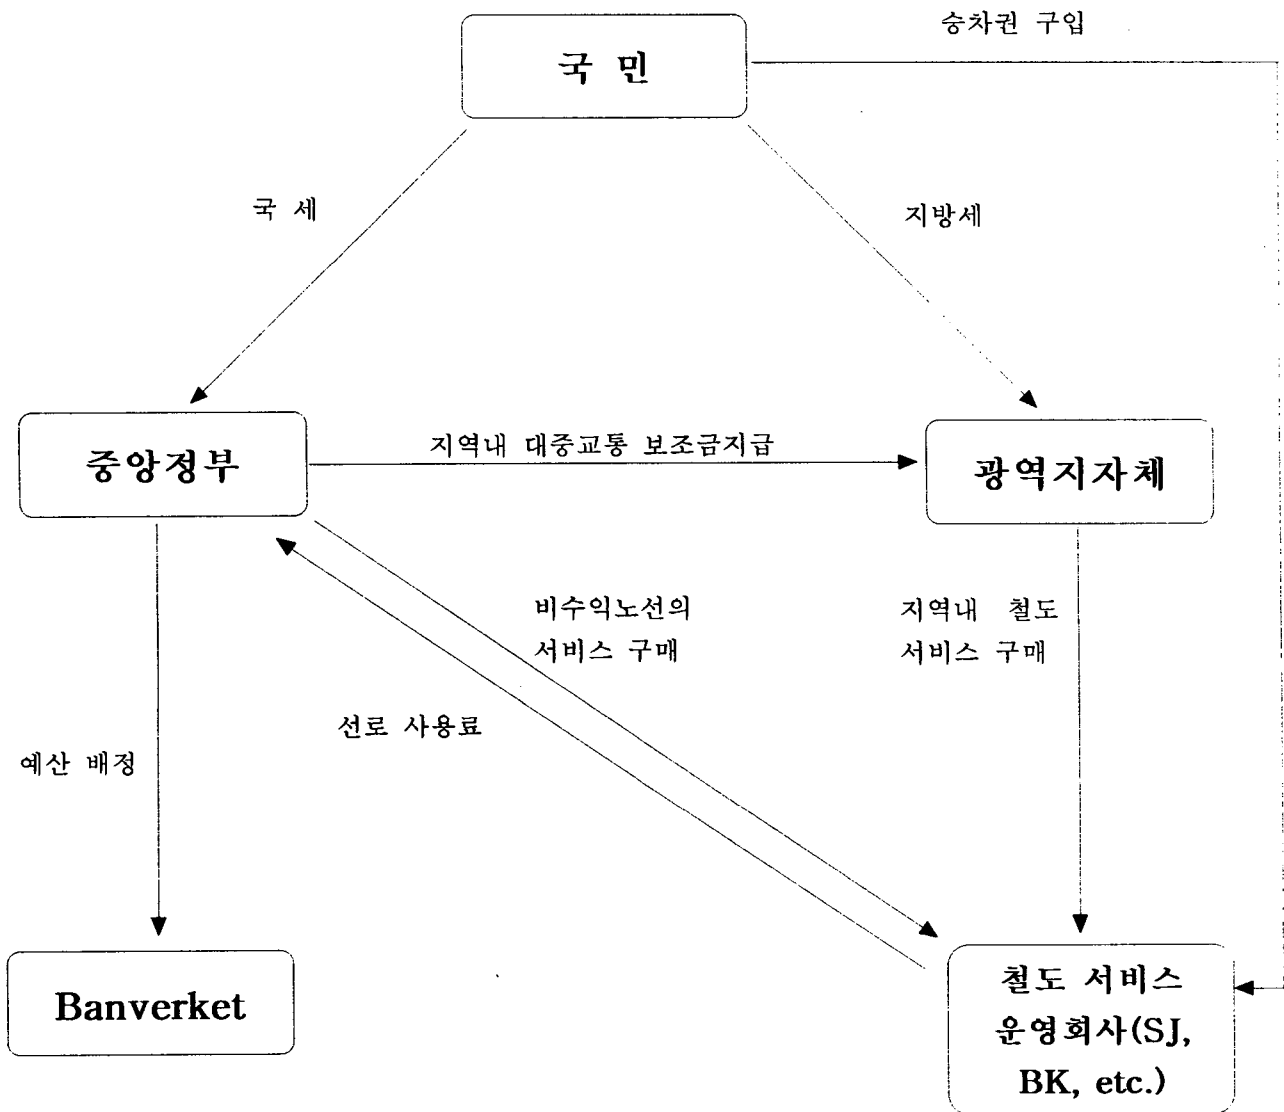 승차권 구입
국 민
국 세
지방세
중앙정부
지역내 대중교통 보조금지급
광역지자체
비수익노선의
서비스 구매
지역내 철도
서비스 구매
선로 사용료
예산 배정
Banverket
철도 서비스
운영회사(SJ,
BK, etc.)